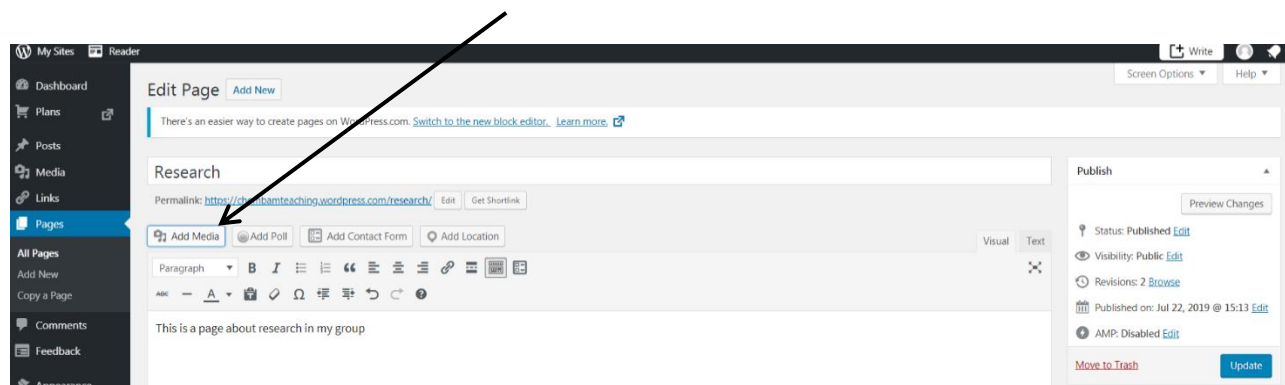 My Sites Reader Write
Dashboard
Plans
Posts
Media
Links
Pages
All Pages
Add New
Copy a Page
Comments
Feedback
Appearance
Screen Options Help
Edit Page Add New
There's an easier way to create pages on WordPress.com. Switch to the new block editor. Learn more.
Research
Permalink: https://chembamteaching.wordpress.com/research/ Edit Get Shortlink
Add Media Add Poll Add Contact Form Add Location
Visual Text
Paragraph B I
ABC A Ω
This is a page about research in my group
Publish
Preview Changes
Status: Published Edit
Visibility: Public Edit
Revisions: 2 Browse
Published on: Jul 22, 2019 @ 15:13 Edit
AMP: Disabled Edit
Move to Trash Update